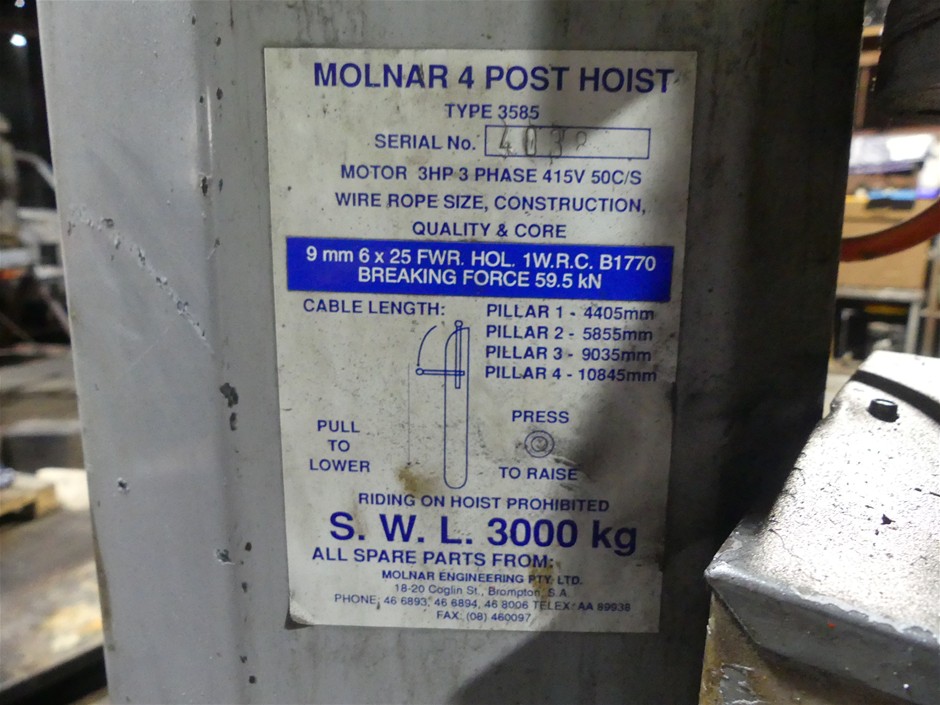 MOLNAR 4 POST HOIST
TYPE 3585
SERIAL No. 4038
MOTOR 3HP 3 PHASE 415V 50C/S
WIRE ROPE SIZE, CONSTRUCTION,
QUALITY & CORE
9 mm 6 x 25 FWR. HOL. 1W.R.C. B1770
BREAKING FORCE 59.5 kN
CABLE LENGTH:
PILLAR 1 - 4405mm
PILLAR 2 - 5855mm
PILLAR 3 - 9035mm
PILLAR 4 - 10845mm
PULL
TO
LOWER
PRESS
TO RAISE
RIDING ON HOIST PROHIBITED
S. W. L. 3000 kg
ALL SPARE PARTS FROM:
MOLNAR ENGINEERING PTY. LTD.
18-20 Coglin St., Brompton, S.A.
PHONE: 46 6893, 46 6894, 46 8006 TELEX: AA 89938
FAX: (08) 460097